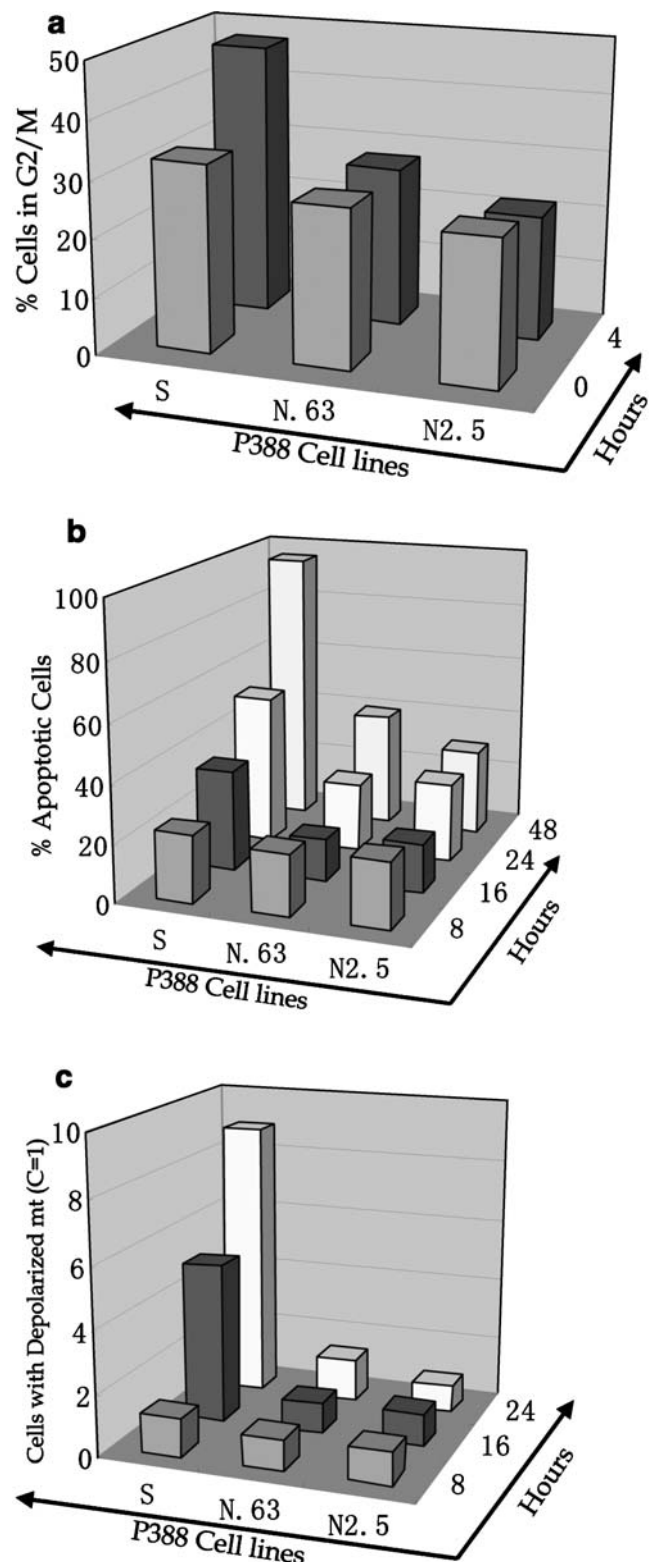 a
50
40
30
20
10
0
% Cells in G2/M
S N.63 N2.5
0
4
P388 Cell lines
Hours
b
100
80
60
40
20
0
% Apoptotic Cells
S N.63 N2.5
8
16
24
48
P388 Cell lines
Hours
c
10
8
6
4
2
0
Cells with Depolarized mt (C=1)
S N.63 N2.5
8
16
24
P388 Cell lines
Hours